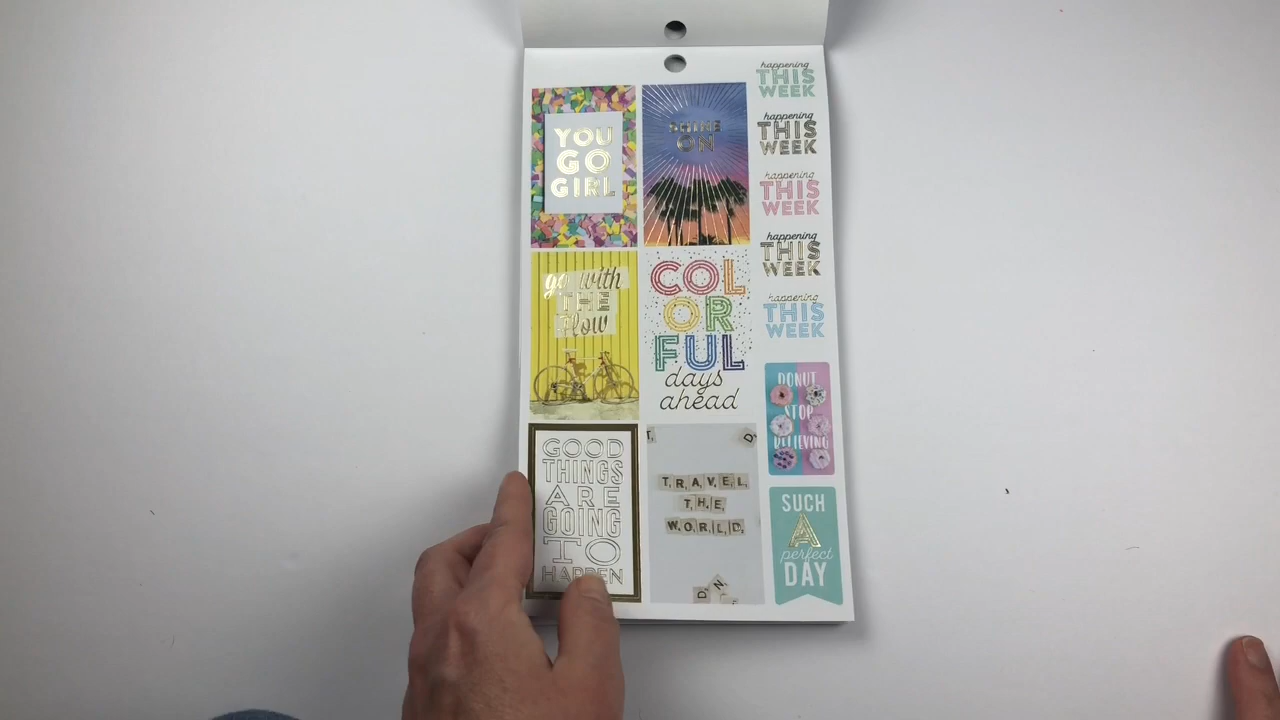 YOU
GO
GIRL
SHINE
ON
go with
THE
flow
COL
OR
FUL
days
ahead
GOOD
THINGS
ARE
GOING
TO
HAPPEN
T.
D
TRAVEL
THE
WORLD
D
N
happening
THIS
WEEK
happening
THIS
WEEK
happening
THIS
WEEK
happening
THIS
WEEK
happening
THIS
WEEK
DONUT
STOP
BELIEVING
SUCH
A
perfect
DAY